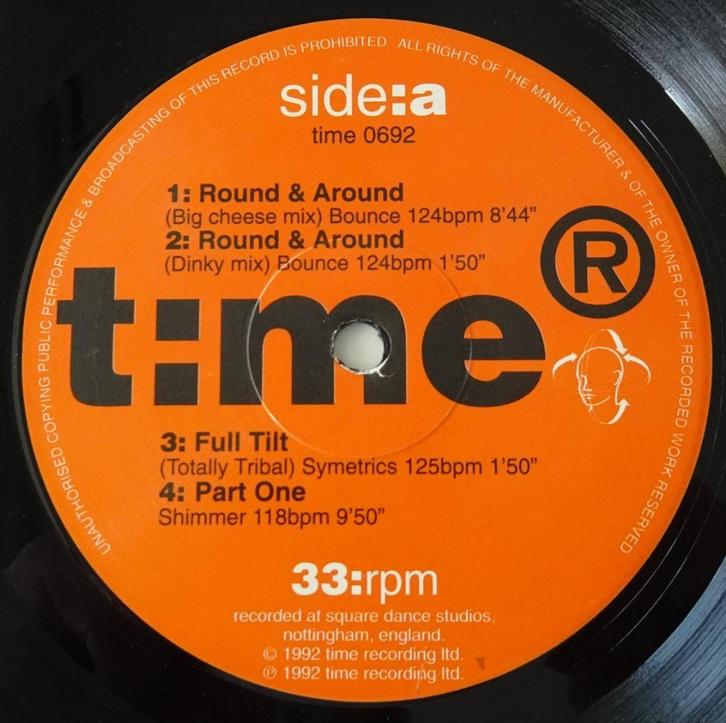 UNAUTHORISED COPYING PUBLIC PERFORMANCE & BROADCASTING OF THIS RECORD IS PROHIBITED ALL RIGHTS OF THE MANUFACTURER & OF THE OWNER OF THE RECORDED WORK RESERVED
side:a
time 0692
1: Round & Around
(Big cheese mix) Bounce 124bpm 8'44"
2: Round & Around
(Dinky mix) Bounce 124bpm 1'50"
t:me®
3: Full Tilt
(Totally Tribal) Symetrics 125bpm 1'50"
4: Part One
Shimmer 118bpm 9'50"
33:rpm
recorded at square dance studios,
nottingham, england.
© 1992 time recording ltd.
℗ 1992 time recording ltd.